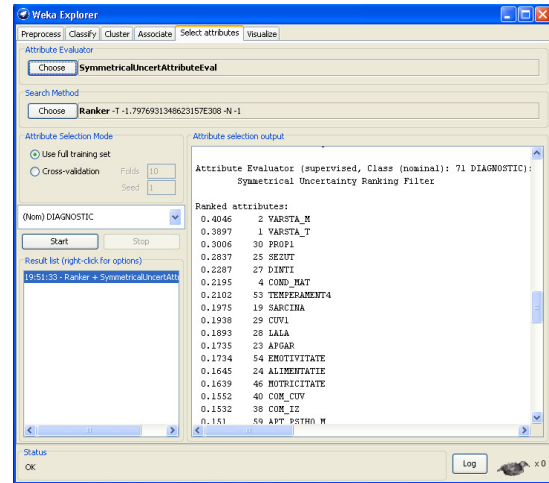 Weka Explorer
Preprocess Classify Cluster Associate Select attributes Visualize
Attribute Evaluator
Choose SymmetricalUncertAttributeEval
Search Method
Choose Ranker -T -1.7976931348623157E308 -N -1
Attribute Selection Mode
Use full training set
Cross-validation Folds 10
Seed 1
(Nom) DIAGNOSTIC
Start Stop
Result list (right-click for options)
19:51:33 - Ranker + SymmetricalUncertAttri
Attribute selection output
Attribute Evaluator (supervised, Class (nominal): 71 DIAGNOSTIC):
Symmetrical Uncertainty Ranking Filter
Ranked attributes:
0.4046 2 VARSTA_M
0.3897 1 VARSTA_T
0.3006 30 PROP1
0.2837 25 SEZUT
0.2287 27 DINTI
0.2195 4 COND_MAT
0.2102 53 TEMPERAMENT4
0.1975 19 SARCINA
0.1938 29 CUV1
0.1893 28 LALA
0.1735 23 APGAR
0.1734 54 EMOTIVITATE
0.1645 24 ALIMENTATIE
0.1639 46 MOTRICITATE
0.1552 40 COM_CUV
0.1532 38 COM_IZ
0.151 59 APT_PSIHO_M
Status
OK
Log x 0